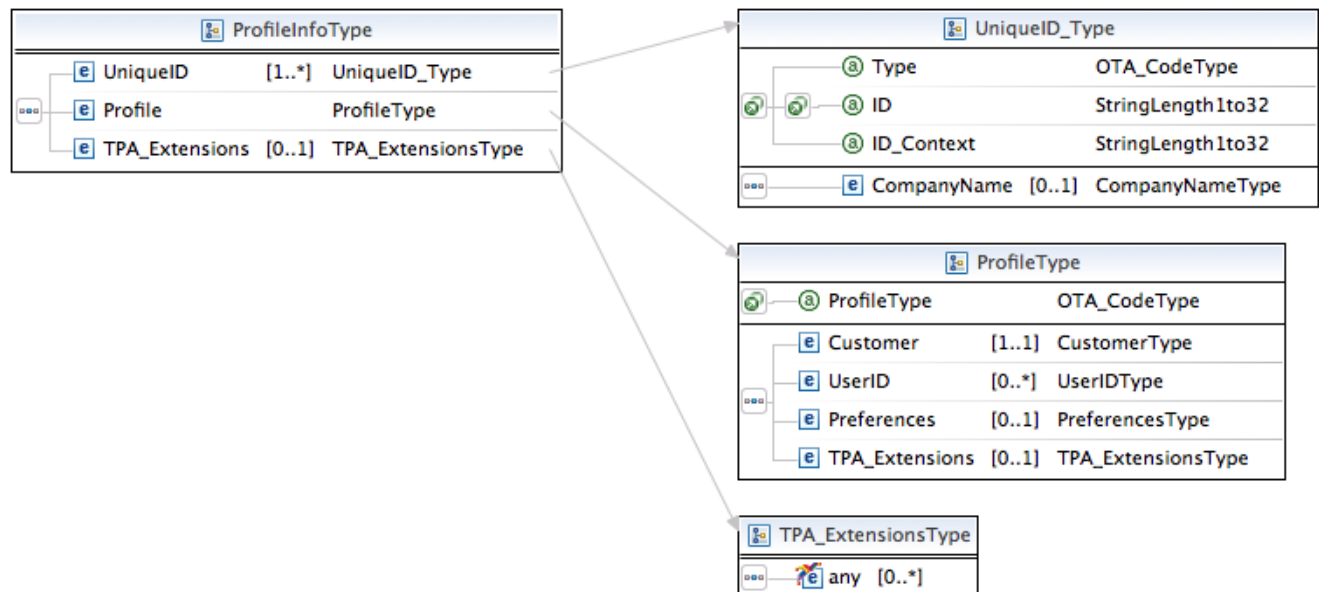 ProfileInfoType
e UniqueID [1..*] UniqueID_Type
e Profile ProfileType
e TPA_Extensions [0..1] TPA_ExtensionsType
UniqueID_Type
a Type OTA_CodeType
a ID StringLength1to32
a ID_Context StringLength1to32
e CompanyName [0..1] CompanyNameType
ProfileType
a ProfileType OTA_CodeType
e Customer [1..1] CustomerType
e UserID [0..*] UserIDType
e Preferences [0..1] PreferencesType
e TPA_Extensions [0..1] TPA_ExtensionsType
TPA_ExtensionsType
e any [0..*]